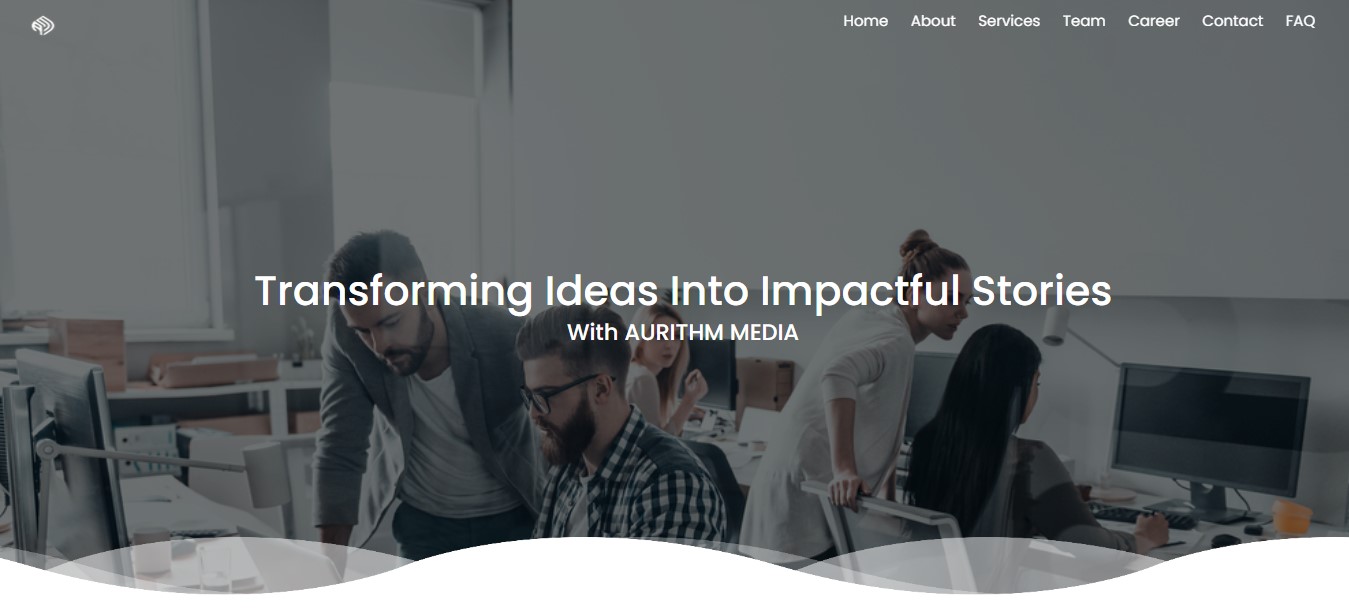 Home About Services Team Career Contact FAQ
Transforming Ideas Into Impactful Stories
With AURITHM MEDIA